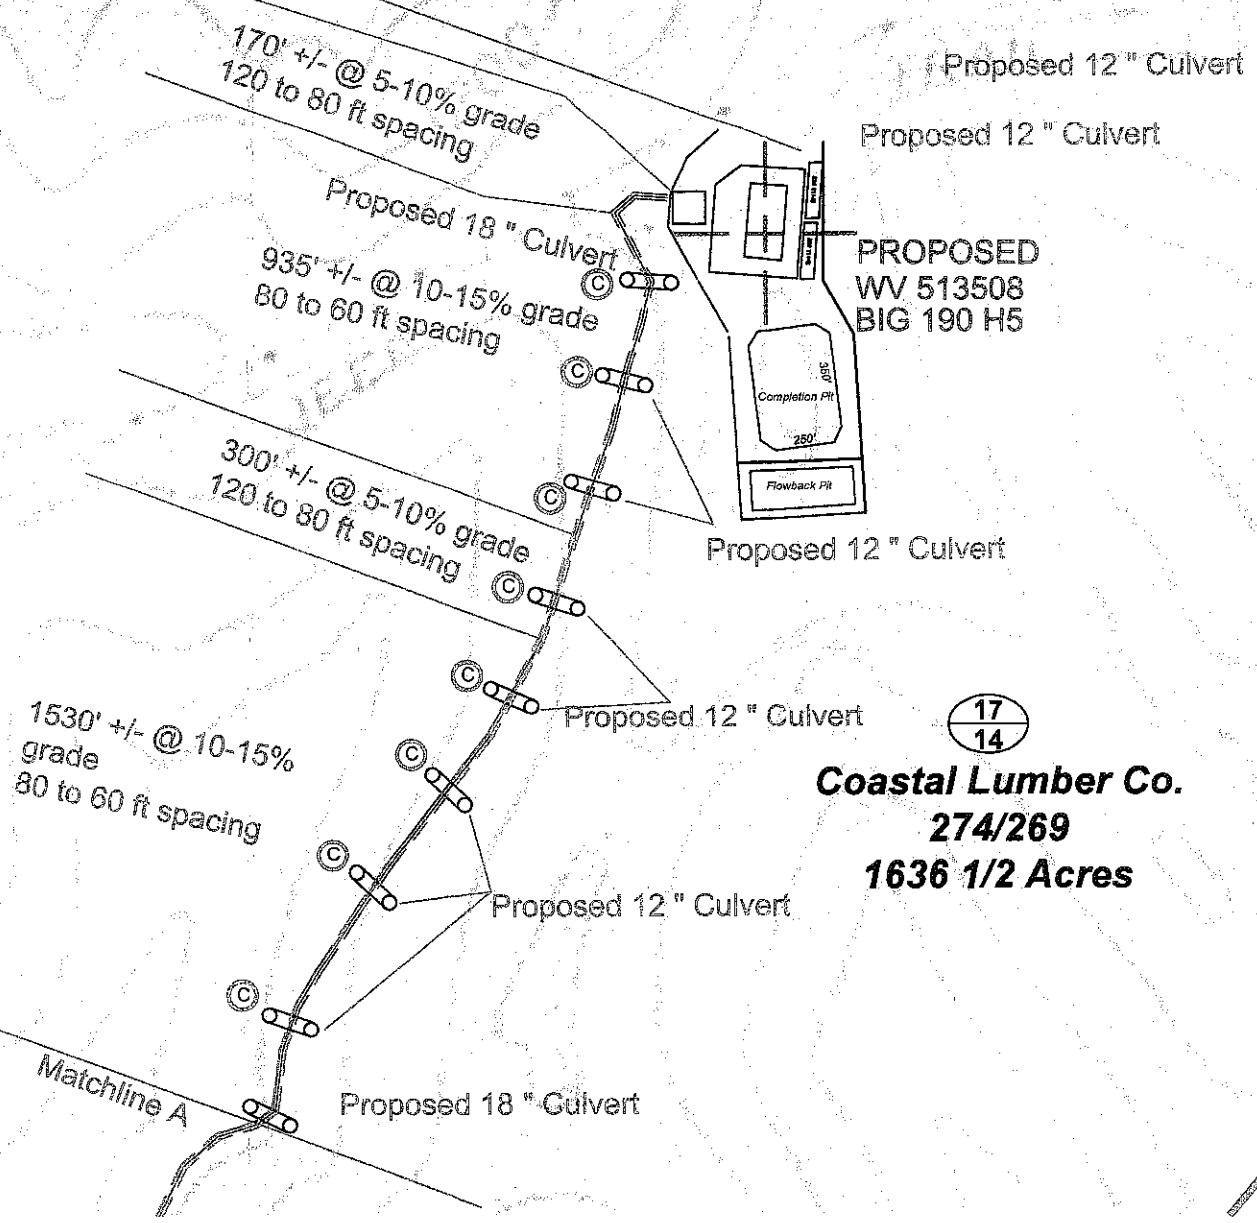 170' +/- @ 5-10% grade
120 to 80 ft spacing
Proposed 12 " Culvert
Proposed 12 " Culvert
Proposed 18 " Culvert
935' +/- @ 10-15% grade
80 to 60 ft spacing
PROPOSED
WV 513508
BIG 190 H5
C
C
360'
Completion Pit
250'
300' +/- @ 5-10% grade
120 to 80 ft spacing
C
Flowback Pit
Proposed 12 " Culvert
C
C
Proposed 12 " Culvert
1530' +/- @ 10-15%
grade
80 to 60 ft spacing
17
14
Coastal Lumber Co.
274/269
1636 1/2 Acres
C
C
Proposed 12 " Culvert
C
Matchline A
Proposed 18 " Culvert